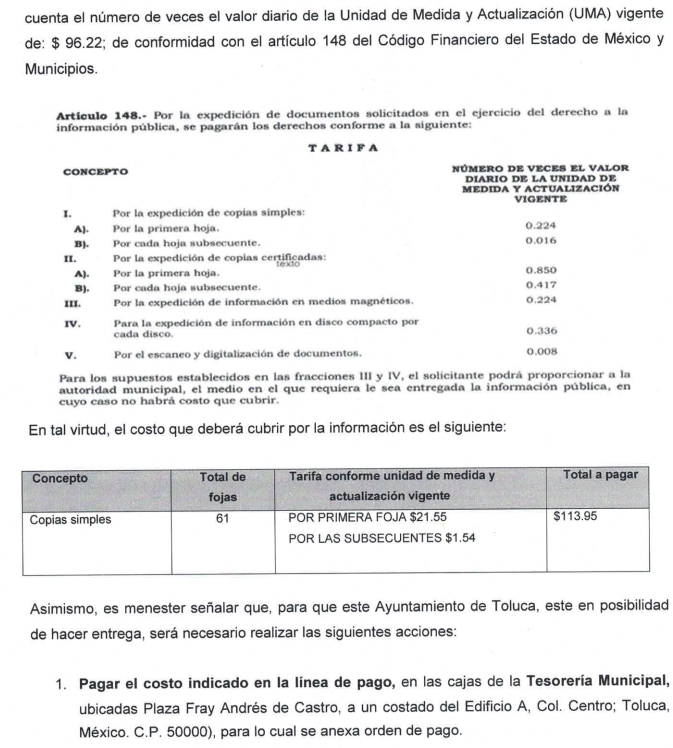 cuenta el número de veces el valor diario de la Unidad de Medida y Actualización (UMA) vigente
de: $ 96.22; de conformidad con el artículo 148 del Código Financiero del Estado de México y
Municipios.
Artículo 148.- Por la expedición de documentos solicitados en el ejercicio del derecho a la
información pública, se pagarán los derechos conforme a la siguiente:
TARIFA
CONCEPTO
NÚMERO DE VECES EL VALOR
DIARIO DE LA UNIDAD DE
MEDIDA Y ACTUALIZACIÓN
VIGENTE
I. Por la expedición de copias simples:
A). Por la primera hoja. 0.224
B). Por cada hoja subsecuente. 0.016
II. Por la expedición de copias certificadas:
texto
A). Por la primera hoja. 0.850
B). Por cada hoja subsecuente. 0.417
III. Por la expedición de información en medios magnéticos. 0.224
IV. Para la expedición de información en disco compacto por
cada disco. 0.336
V. Por el escaneo y digitalización de documentos. 0.008
Para los supuestos establecidos en las fracciones III y IV, el solicitante podrá proporcionar a la
autoridad municipal, el medio en el que requiera le sea entregada la información pública, en
cuyo caso no habrá costo que cubrir.
En tal virtud, el costo que deberá cubrir por la información es el siguiente:
Concepto Total de Tarifa conforme unidad de medida y Total a pagar
fojas actualización vigente
Copias simples 61 POR PRIMERA FOJA $21.55 $113.95
POR LAS SUBSECUENTES $1.54
Asimismo, es menester señalar que, para que este Ayuntamiento de Toluca, este en posibilidad
de hacer entrega, será necesario realizar las siguientes acciones:
1. Pagar el costo indicado en la línea de pago, en las cajas de la Tesorería Municipal,
ubicadas Plaza Fray Andrés de Castro, a un costado del Edificio A, Col. Centro; Toluca,
México. C.P. 50000), para lo cual se anexa orden de pago.